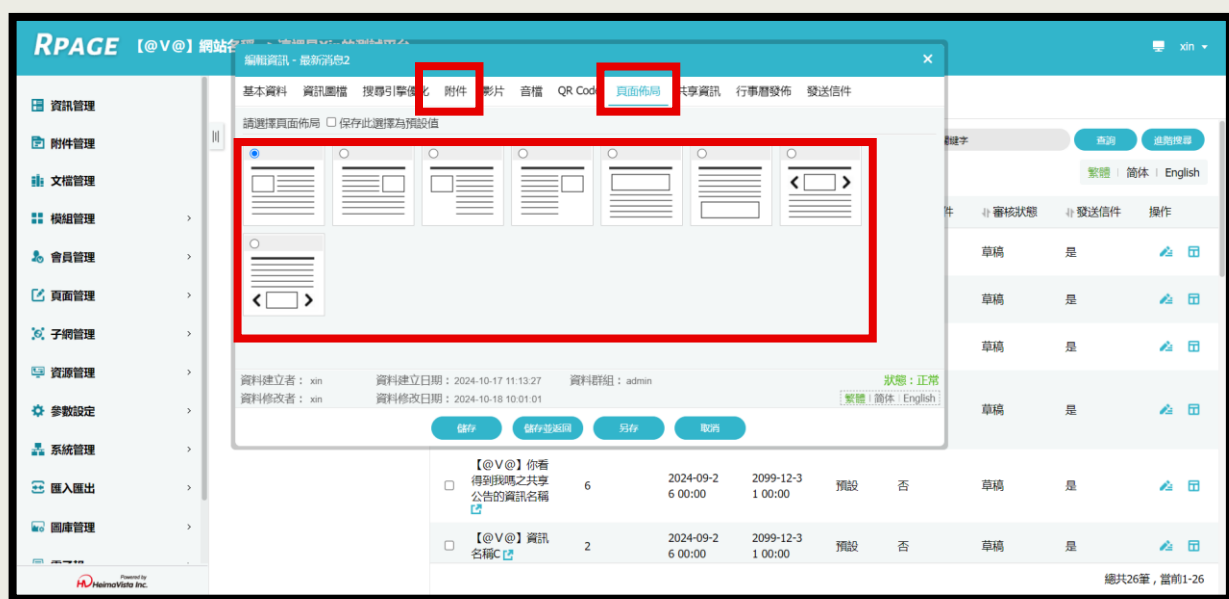 RPAGE 【@V@】網站
xin
編輯資訊 - 最新消息2
基本資料 資訊圖檔 搜尋引擎優化 附件 影片 音檔 QR Code 頁面佈局 共享資訊 行事曆發佈 發送信件
請選擇頁面佈局 保存此選擇為預設值
資訊管理
附件管理
文檔管理
模組管理
會員管理
頁面管理
子網管理
資源管理
參數設定
系統管理
匯入匯出
圖庫管理
Powered by
HeimaVista Inc.
查詢 進階搜尋
繁體 | 简体 | English
件 審核狀態 發送信件 操作
草稿 是
草稿 是
草稿 是
草稿 是
資料建立者： xin 資料建立日期：2024-10-17 11:13:27 資料群組：admin 狀態：正常
資料修改者： xin 資料修改日期：2024-10-18 10:01:01 繁體 | 简体 | English
儲存 儲存並返回 另存 取消
【@V@】你看
得到我嗎之共享
公告的資訊名稱
6 2024-09-2
6 00:00 2099-12-3
1 00:00 預設 否 草稿 是
【@V@】資訊
名稱C
2 2024-09-2
6 00:00 2099-12-3
1 00:00 預設 否 草稿 是
總共26筆，當前1-26